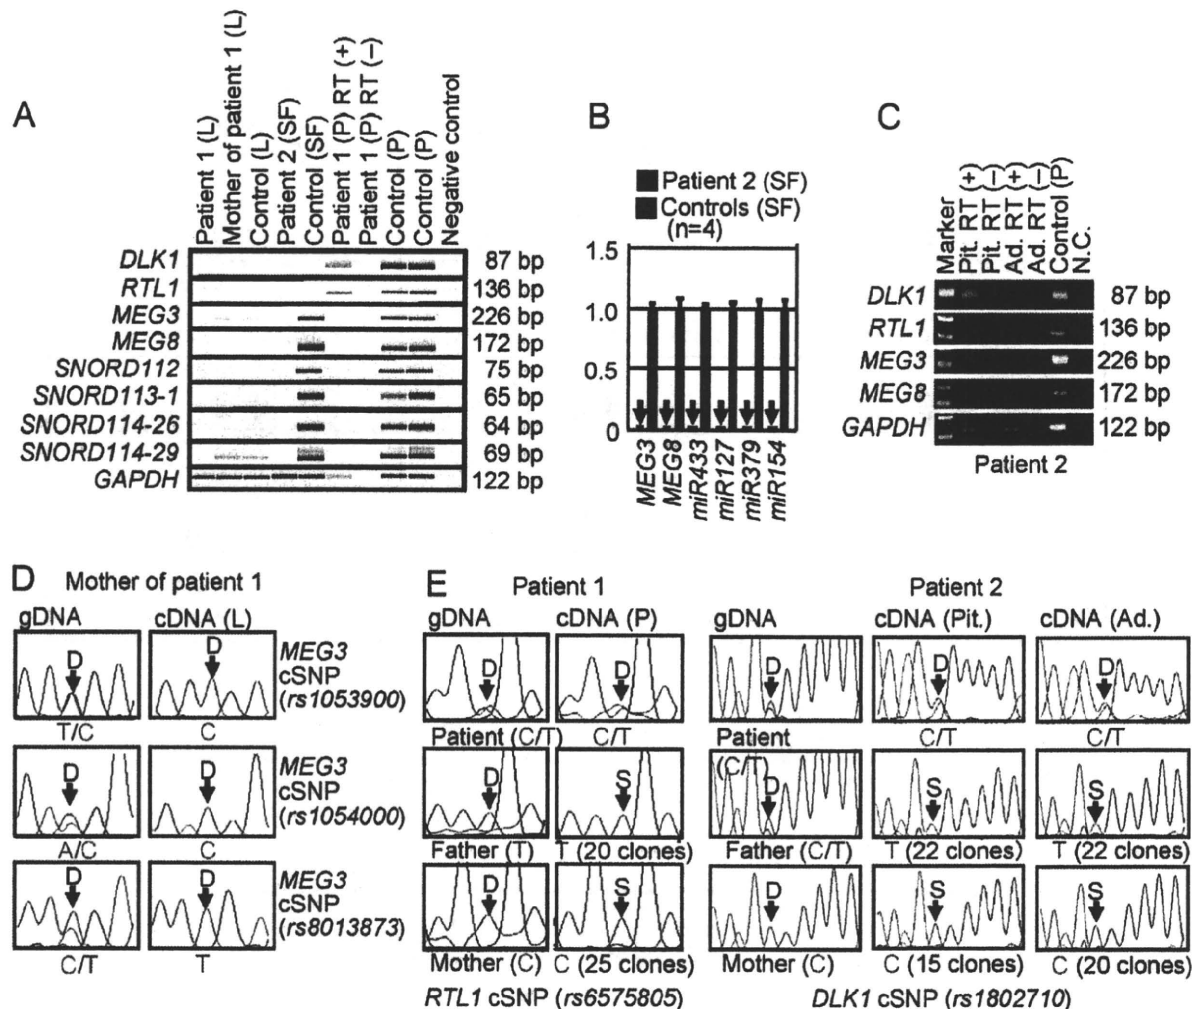 A
Patient 1 (L)
Mother of patient 1 (L)
Control (L)
Patient 2 (SF)
Control (SF)
Patient 1 (P) RT (+)
Patient 1 (P) RT (−)
Control (P)
Control (P)
Negative control
DLK1 87 bp
RTL1 136 bp
MEG3 226 bp
MEG8 172 bp
SNORD112 75 bp
SNORD113-1 65 bp
SNORD114-26 64 bp
SNORD114-29 69 bp
GAPDH 122 bp
B
Patient 2 (SF)
Controls (SF)
(n=4)
1.5
1.0
0.5
0
MEG3
MEG8
miR433
miR127
miR379
miR154
C
Marker
Pit. RT (+)
Pit. RT (−)
Ad. RT (+)
Ad. RT (−)
Control (P)
N.C.
DLK1 87 bp
RTL1 136 bp
MEG3 226 bp
MEG8 172 bp
GAPDH 122 bp
Patient 2
D Mother of patient 1
gDNA cDNA (L)
D D
MEG3
cSNP
(rs1053900)
T/C C
D D
MEG3
cSNP
(rs1054000)
A/C C
D D
MEG3
cSNP
(rs8013873)
C/T T
E Patient 1
gDNA cDNA (P)
D D
Patient (C/T) C/T
D S
Father (T) T (20 clones)
D S
Mother (C) C (25 clones)
RTL1 cSNP (rs6575805)
Patient 2
gDNA cDNA (Pit.) cDNA (Ad.)
D D D
Patient C/T C/T
(C/T)
D S S
Father (C/T) T (22 clones) T (22 clones)
D S S
Mother (C) C (15 clones) C (20 clones)
DLK1 cSNP (rs1802710)